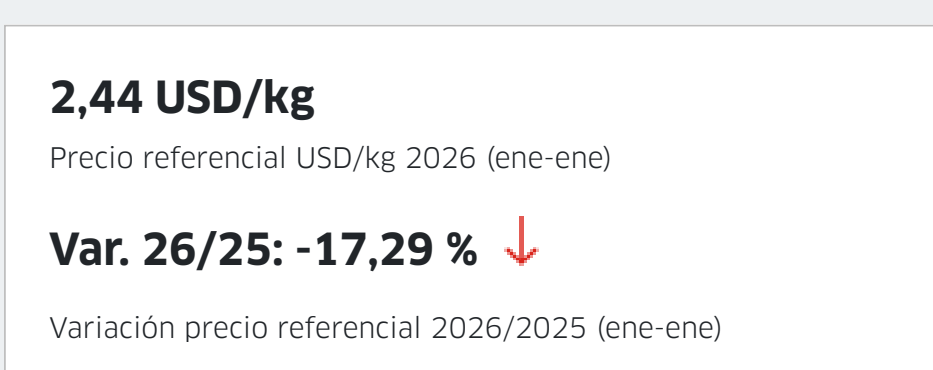 2,44 USD/kg
Precio referencial USD/kg 2026 (ene-ene)
Var. 26/25: -17,29 %
Variación precio referencial 2026/2025 (ene-ene)